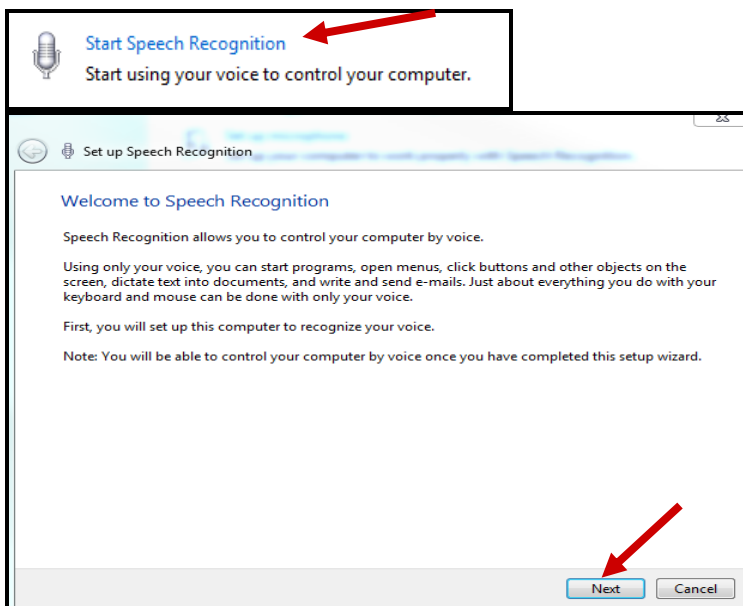 Start Speech Recognition
Start using your voice to control your computer.
Set up Speech Recognition
Welcome to Speech Recognition
Speech Recognition allows you to control your computer by voice.
Using only your voice, you can start programs, open menus, click buttons and other objects on the
screen, dictate text into documents, and write and send e-mails. Just about everything you do with your
keyboard and mouse can be done with only your voice.
First, you will set up this computer to recognize your voice.
Note: You will be able to control your computer by voice once you have completed this setup wizard.
Next Cancel